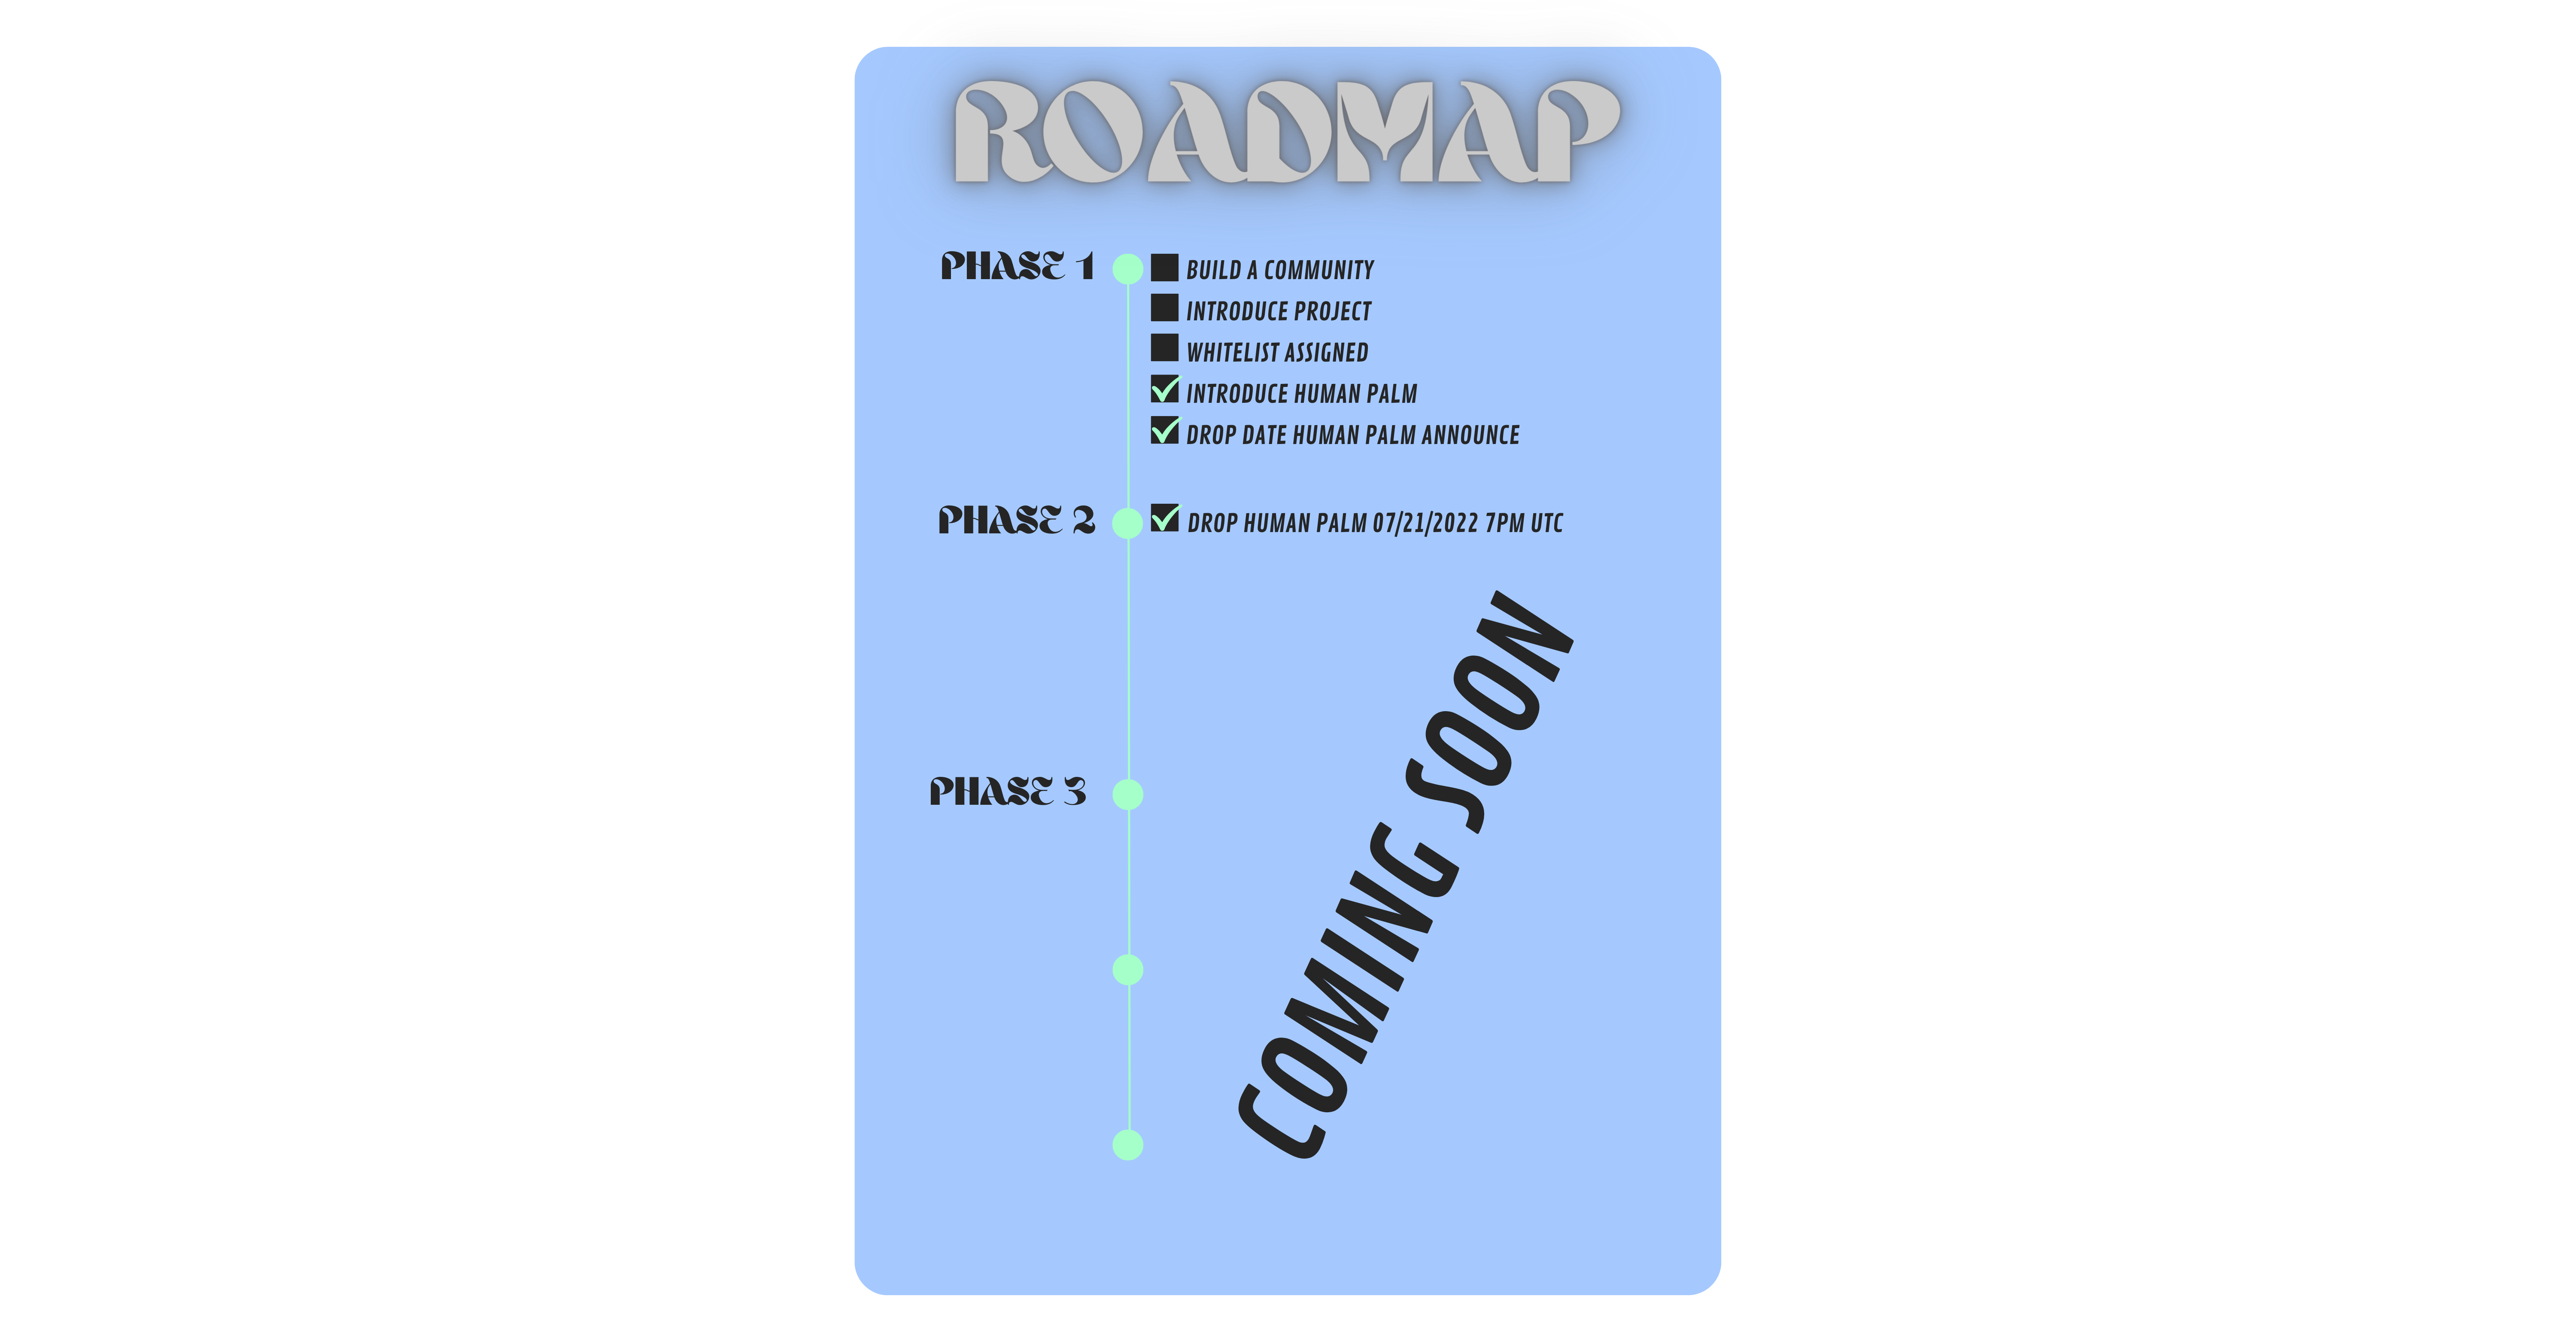 ROADMAP
PHASE 1
BUILD A COMMUNITY
INTRODUCE PROJECT
WHITELIST ASSIGNED
INTRODUCE HUMAN PALM
DROP DATE HUMAN PALM ANNOUNCE
PHASE 2
DROP HUMAN PALM 07/21/2022 7PM UTC
PHASE 3
COMING SOON